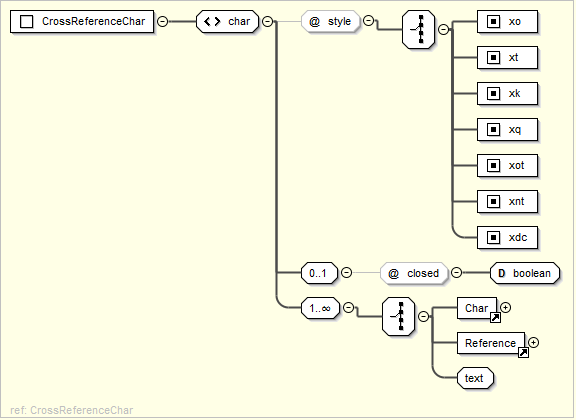 CrossReferenceChar
<> char
@ style
xo
xt
xk
xq
xot
xnt
xdc
0..1
@ closed
D boolean
1..∞
Char
Reference
text
ref: CrossReferenceChar